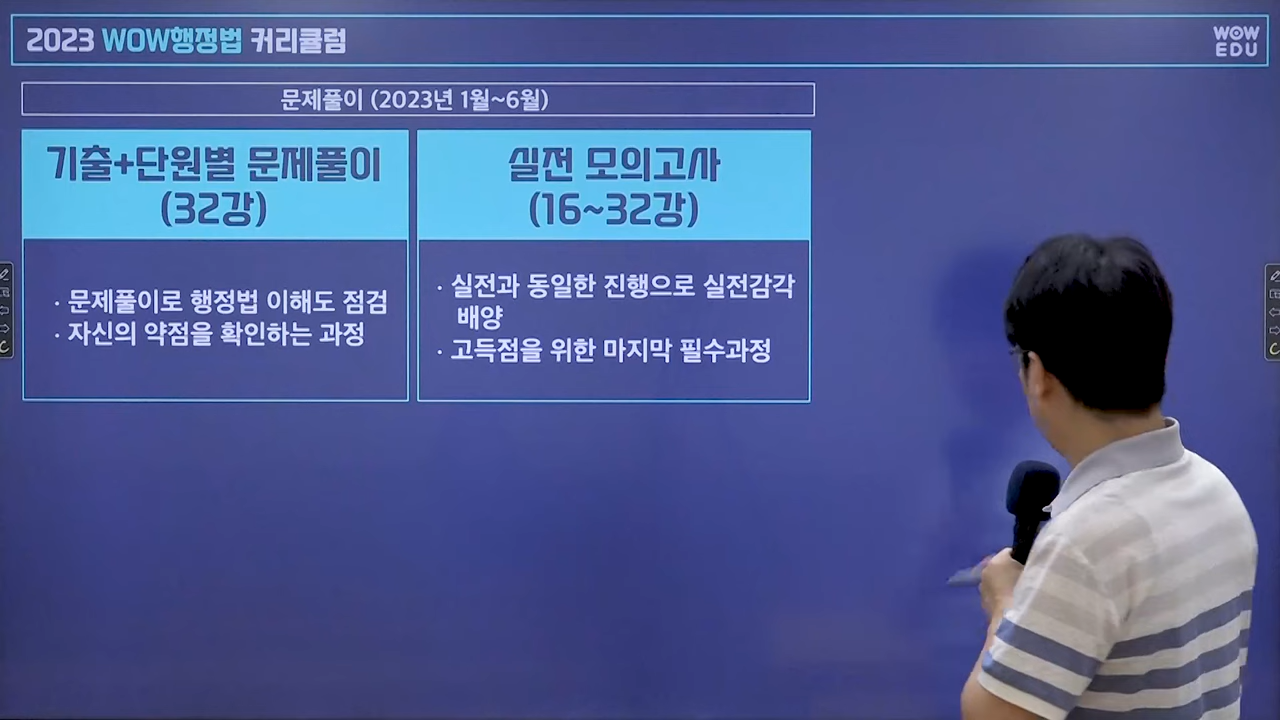 2023 WOW행정법 커리큘럼
WOW
EDU
문제풀이 (2023년 1월~6월)
기출+단원별 문제풀이
(32강)
실전 모의고사
(16~32강)
· 문제풀이로 행정법 이해도 점검
· 자신의 약점을 확인하는 과정
· 실전과 동일한 진행으로 실전감각
배양
· 고득점을 위한 마지막 필수과정